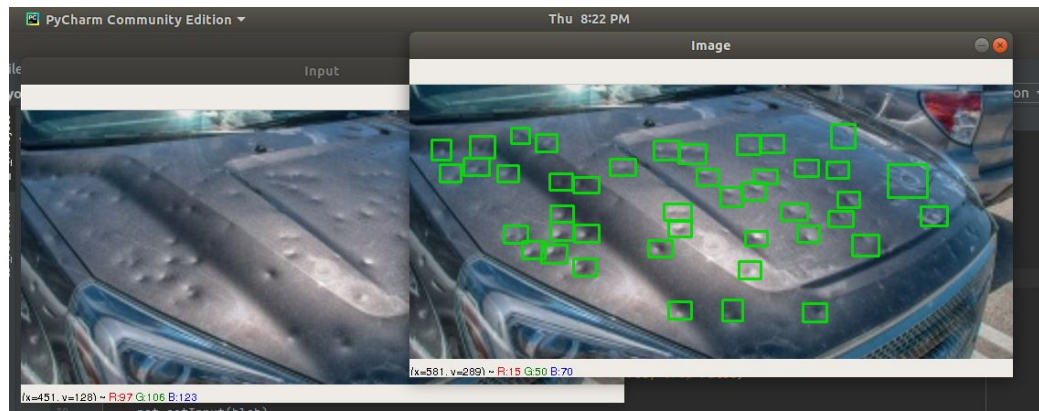 PyCharm Community Edition
Thu 8:22 PM
Image
Input
(x=581, y=289) ~ R:15 G:50 B:70
(x=451, y=128) ~ R:97 G:106 B:123
net.setInput(blob)